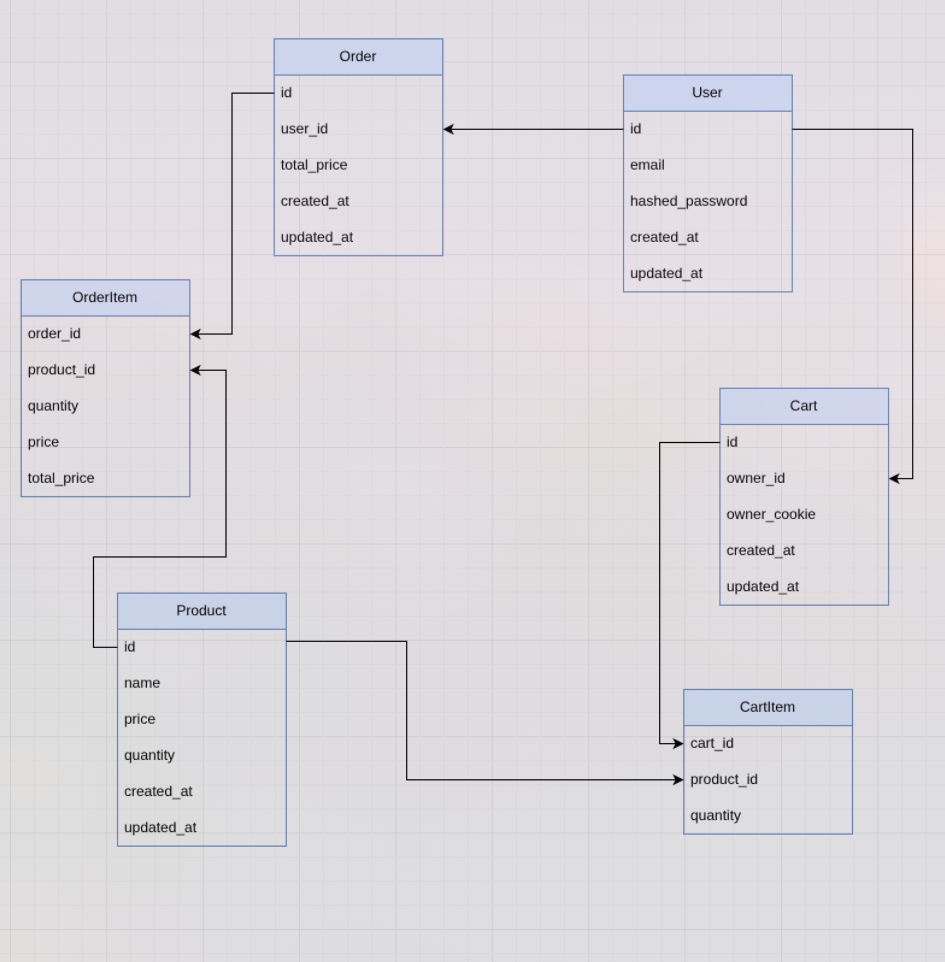 Order
id
user_id
total_price
created_at
updated_at
User
id
email
hashed_password
created_at
updated_at
OrderItem
order_id
product_id
quantity
price
total_price
Cart
id
owner_id
owner_cookie
created_at
updated_at
Product
id
name
price
quantity
created_at
updated_at
CartItem
cart_id
product_id
quantity